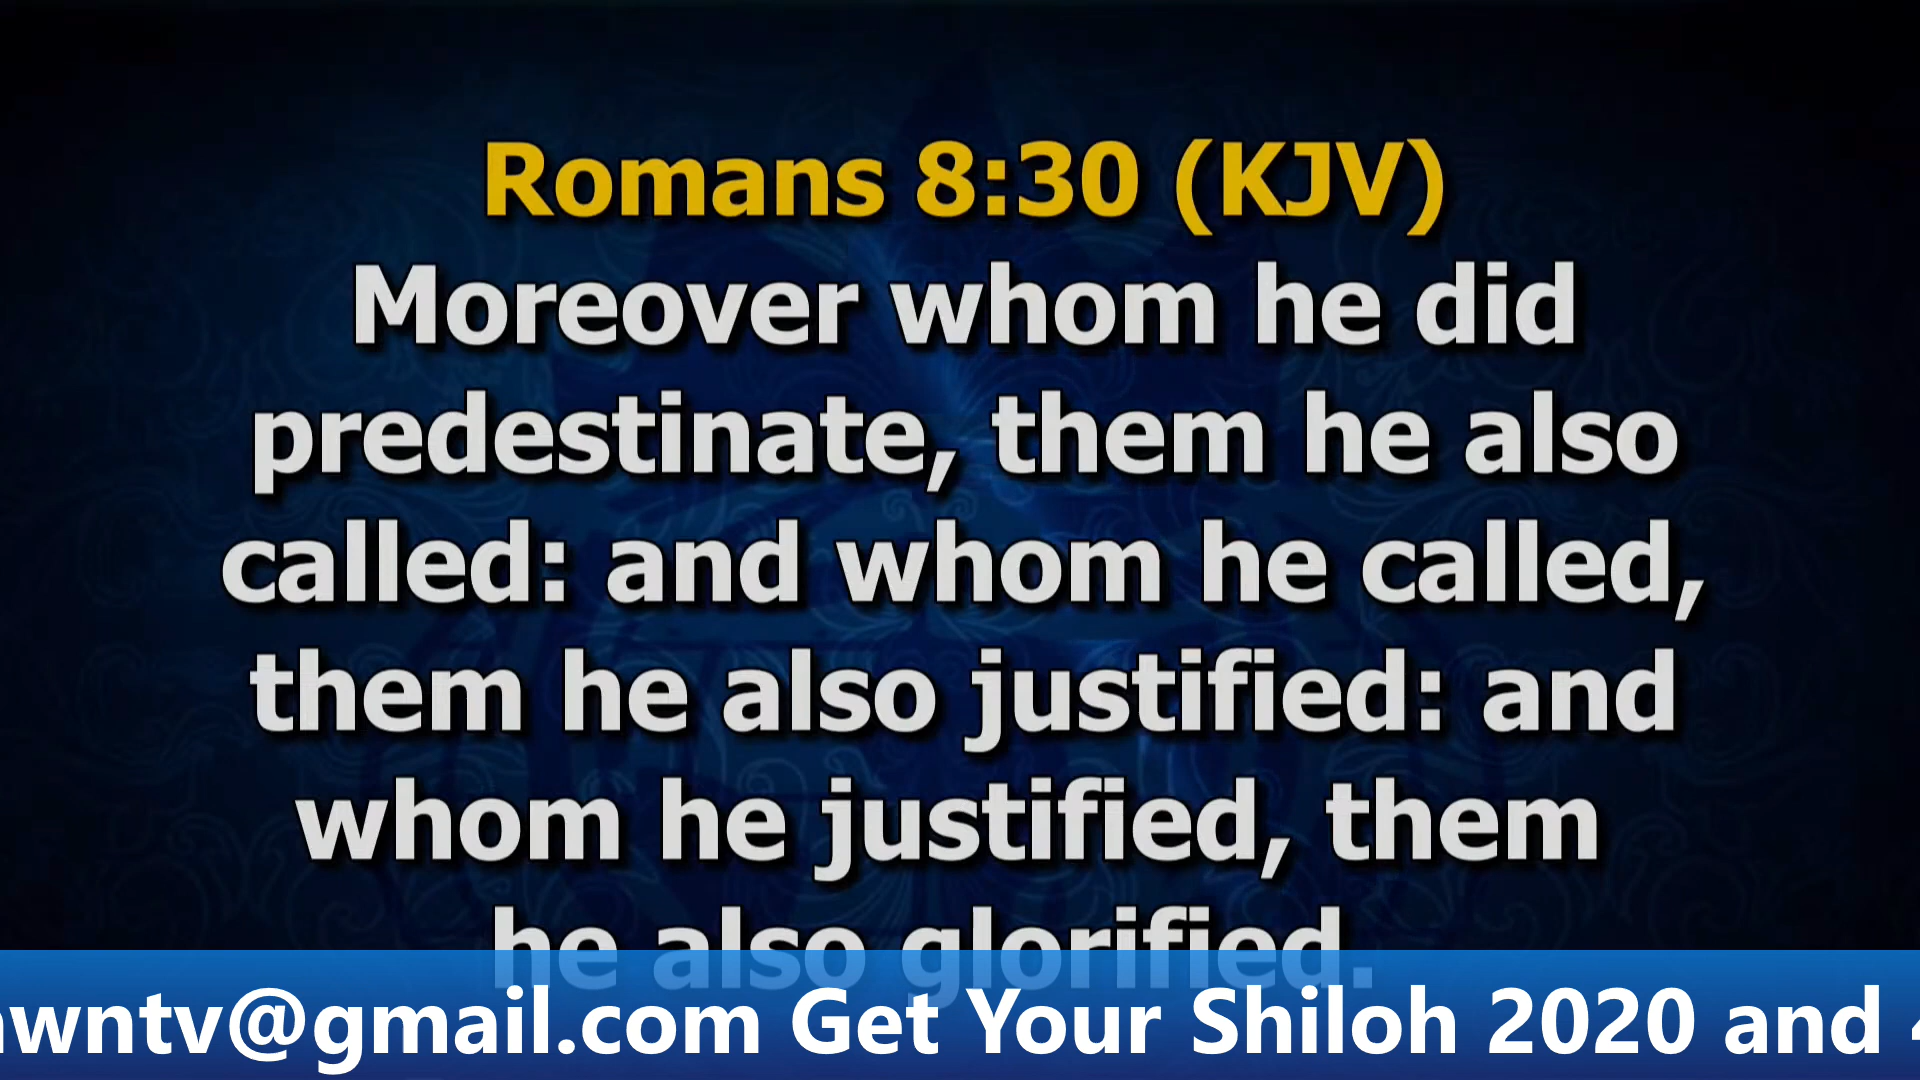 Romans 8:30 (KJV)
Moreover whom he did
predestinate, them he also
called: and whom he called,
them he also justified: and
whom he justified, them
he also glorified.
wntv@gmail.com Get Your Shiloh 2020 and